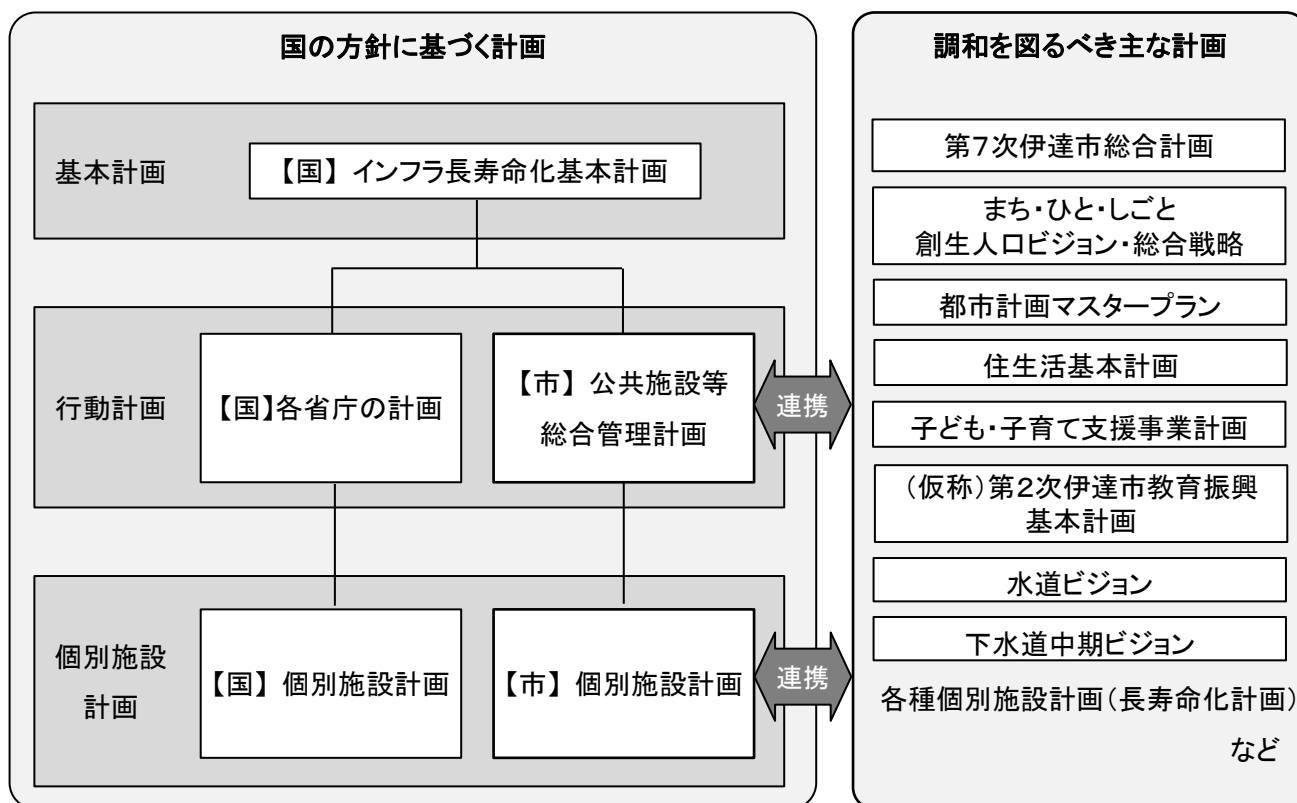 国の方針に基づく計画
基本計画
【国】インフラ長寿命化基本計画
行動計画
【国】各省庁の計画
【市】公共施設等
総合管理計画
連携
個別施設
計画
【国】個別施設計画
【市】個別施設計画
連携
調和を図るべき主な計画
第7次伊達市総合計画
まち・ひと・しごと
創生人口ビジョン・総合戦略
都市計画マスタープラン
住生活基本計画
子ども・子育て支援事業計画
(仮称)第2次伊達市教育振興
基本計画
水道ビジョン
下水道中期ビジョン
各種個別施設計画(長寿命化計画)
など